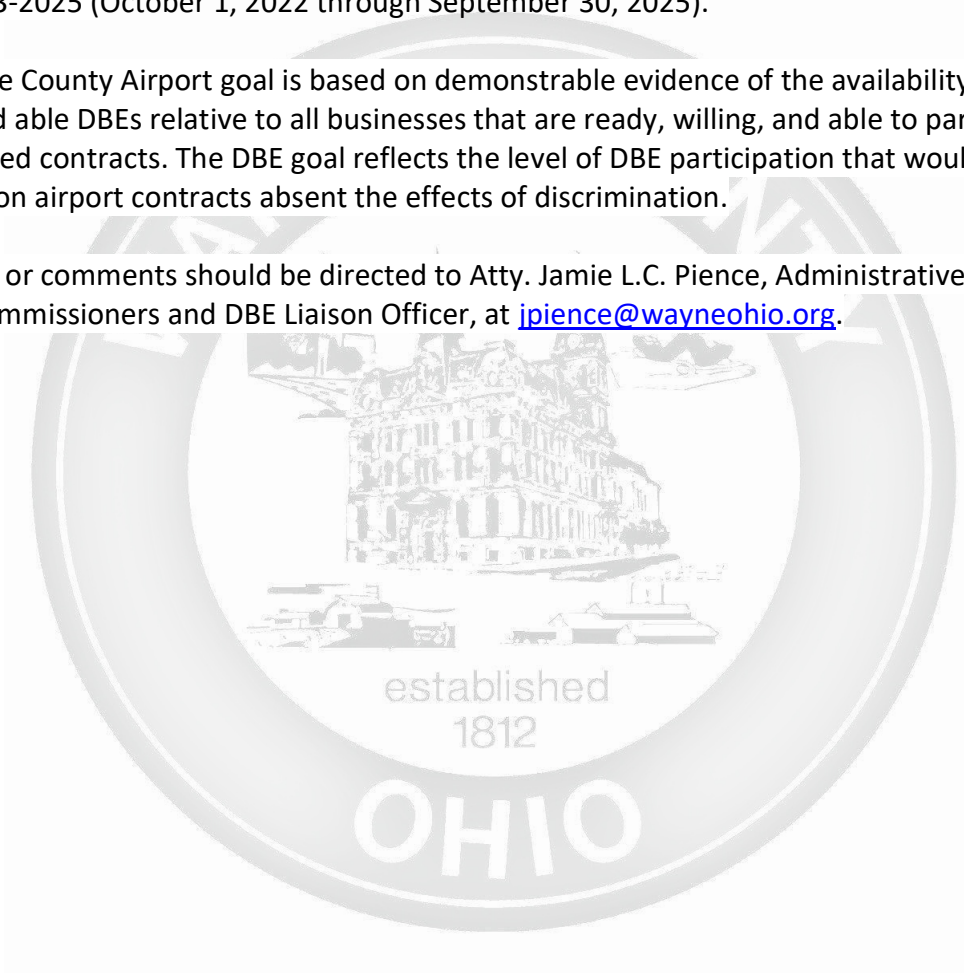 3-2025 (October 1, 2022 through September 30, 2025).
e County Airport goal is based on demonstrable evidence of the availability
d able DBEs relative to all businesses that are ready, willing, and able to par
ed contracts. The DBE goal reflects the level of DBE participation that woul
on airport contracts absent the effects of discrimination.
or comments should be directed to Atty. Jamie L.C. Pience, Administrative
mmissioners and DBE Liaison Officer, at jpience@wayneohio.org.
established
1812
OHIO